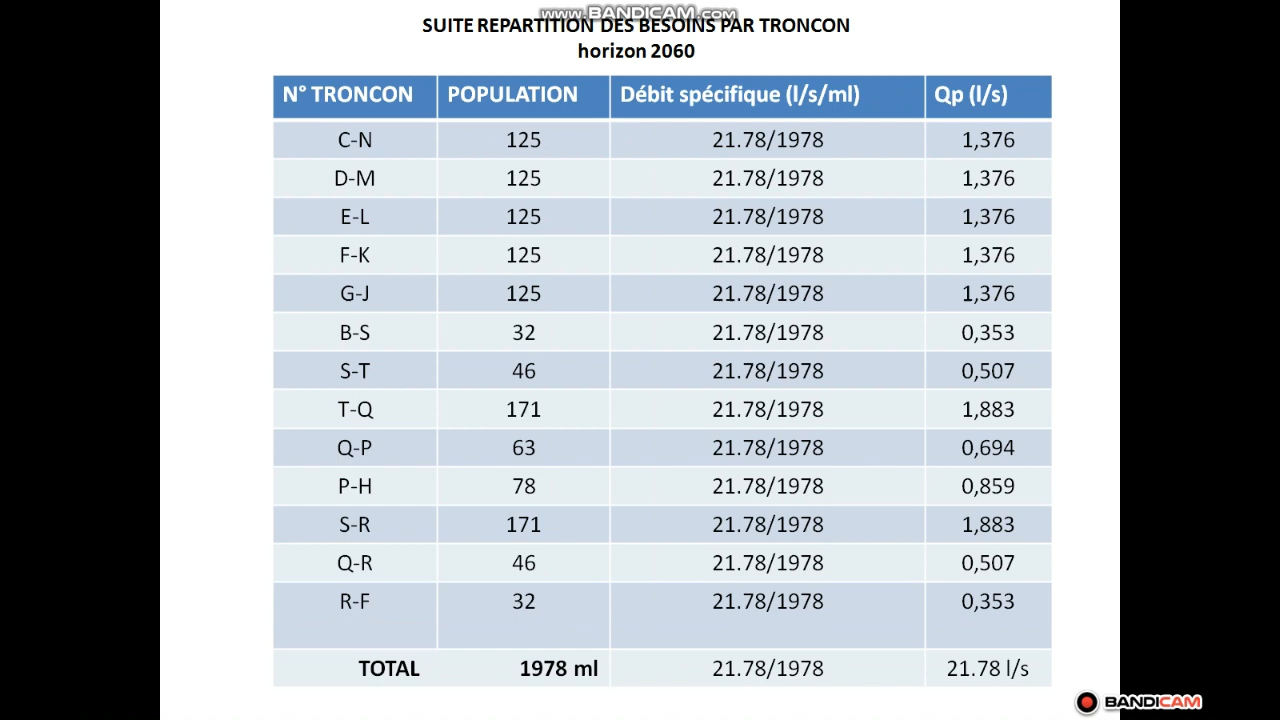 www.BANDICAM.com
SUITE REPARTITION DES BESOINS PAR TRONCON
horizon 2060
N° TRONCON POPULATION Débit spécifique (l/s/ml) Qp (l/s)
C-N 125 21.78/1978 1,376
D-M 125 21.78/1978 1,376
E-L 125 21.78/1978 1,376
F-K 125 21.78/1978 1,376
G-J 125 21.78/1978 1,376
B-S 32 21.78/1978 0,353
S-T 46 21.78/1978 0,507
T-Q 171 21.78/1978 1,883
Q-P 63 21.78/1978 0,694
P-H 78 21.78/1978 0,859
S-R 171 21.78/1978 1,883
Q-R 46 21.78/1978 0,507
R-F 32 21.78/1978 0,353
TOTAL 1978 ml 21.78/1978 21.78 l/s
BANDICAM